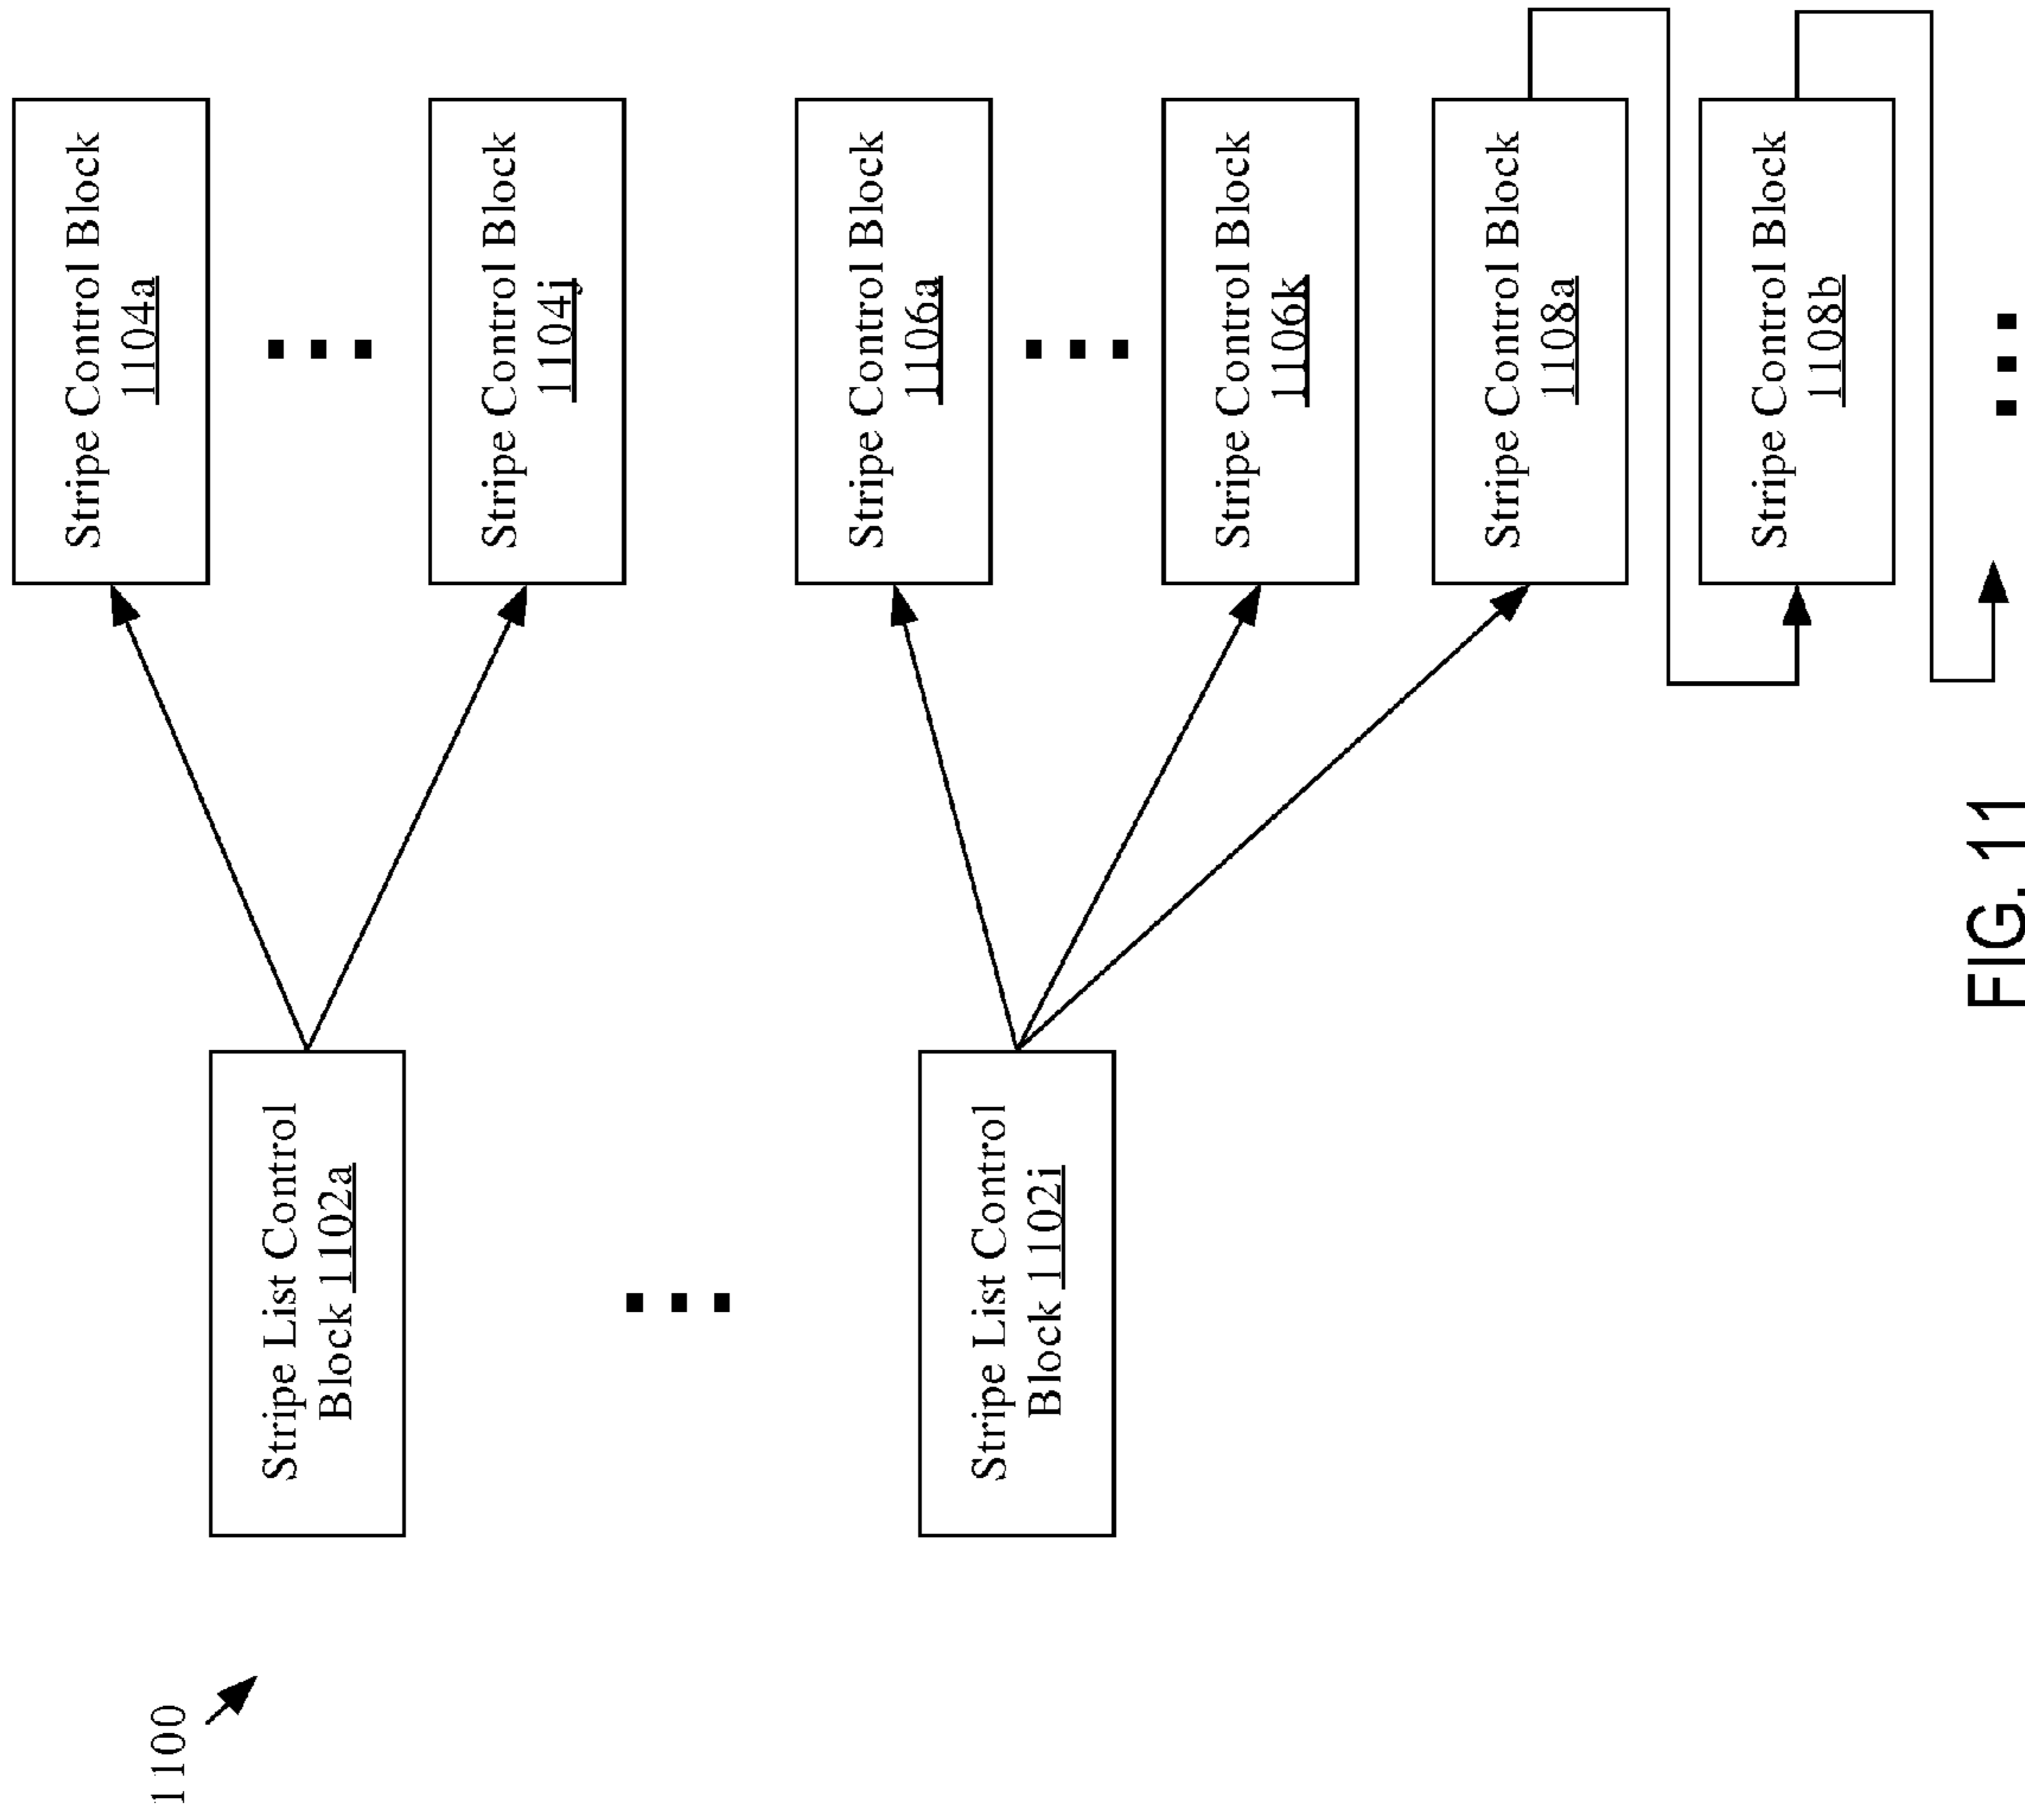 1100
Stripe List Control
Block 1102a
Stripe List Control
Block 1102i
Stripe Control Block
1104a
Stripe Control Block
1104j
Stripe Control Block
1106a
Stripe Control Block
1106k
Stripe Control Block
1108a
Stripe Control Block
1108b
FIG. 11